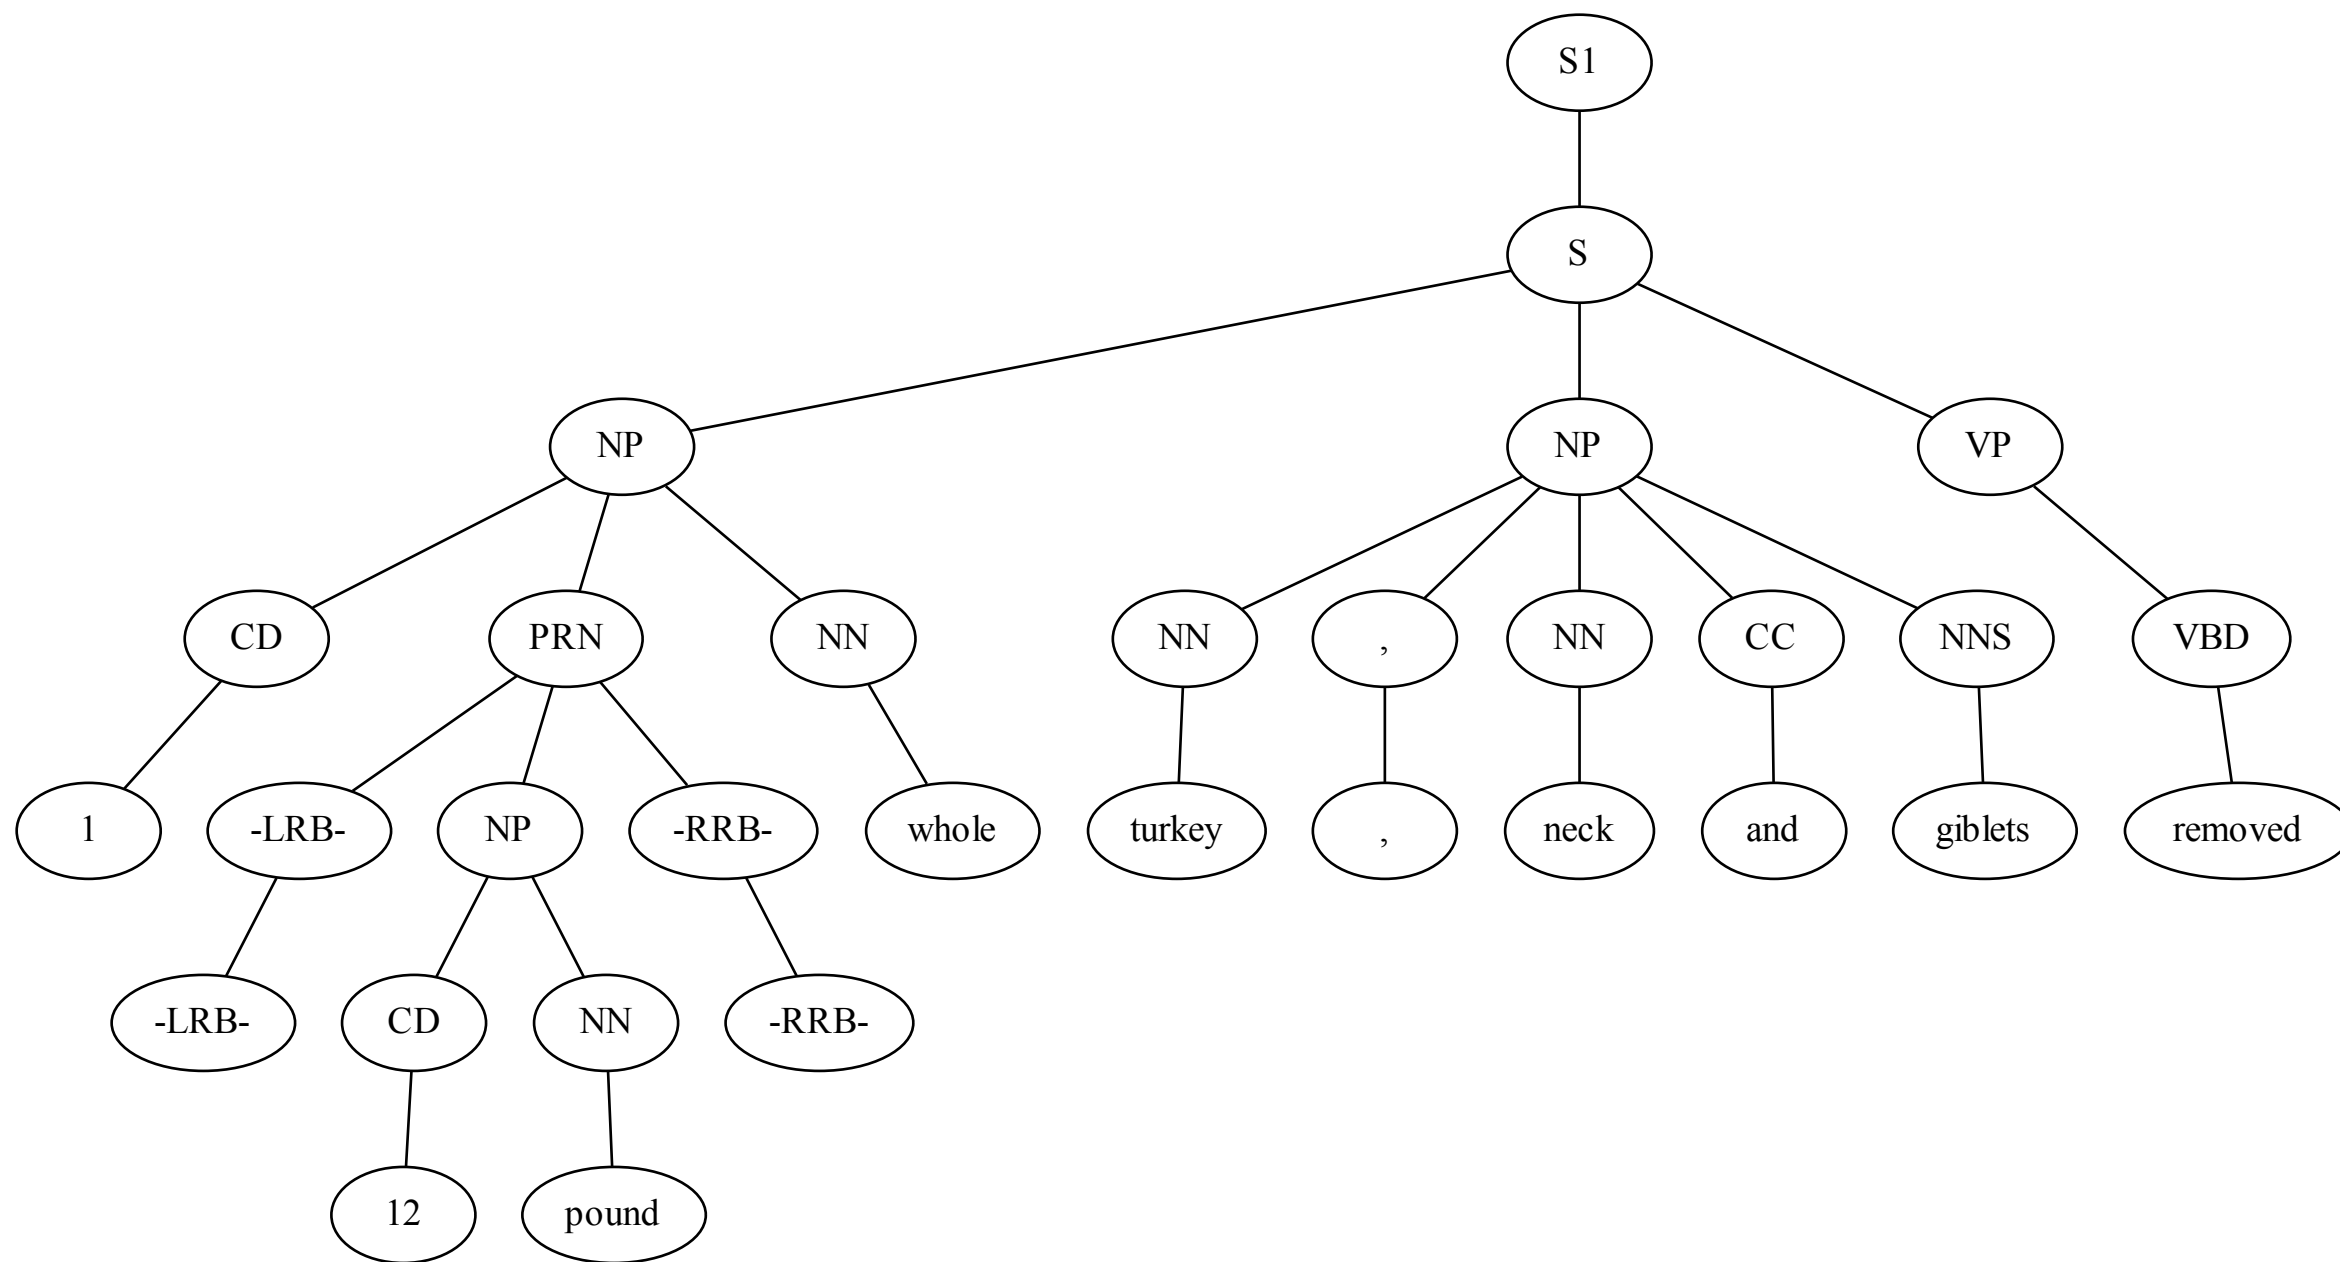 S1
S
NP NP VP
CD PRN NN NN , NN CC NNS VBD
1 -LRB- NP -RRB- whole turkey , neck and giblets removed
-LRB- CD NN -RRB-
12 pound